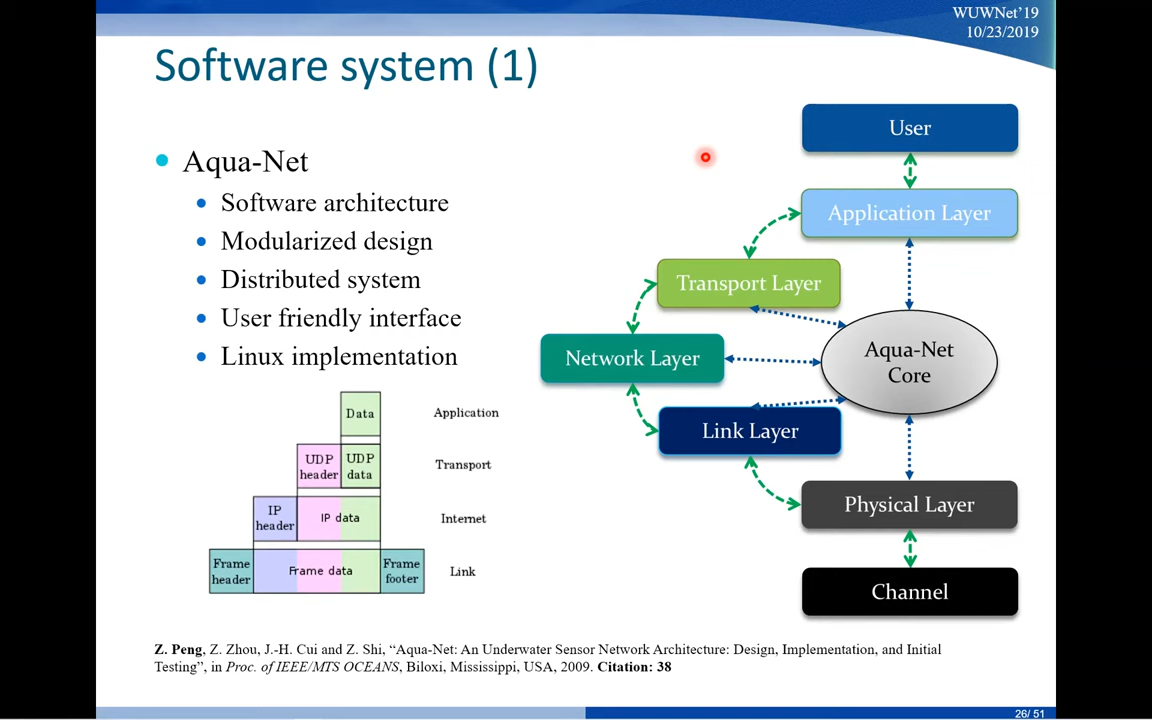 WUWNet’19
10/23/2019
Software system (1)
Aqua-Net
Software architecture
Modularized design
Distributed system
User friendly interface
Linux implementation
User
Application Layer
Transport Layer
Network Layer
Aqua-Net
Core
Link Layer
Physical Layer
Channel
Data
Application
UDP
header
UDP
data
Transport
IP
header
IP data
Internet
Frame
header
Frame data
Frame
footer
Link
Z. Peng, Z. Zhou, J.-H. Cui and Z. Shi, “Aqua-Net: An Underwater Sensor Network Architecture: Design, Implementation, and Initial
Testing”, in Proc. of IEEE/MTS OCEANS, Biloxi, Mississippi, USA, 2009. Citation: 38
26/ 51